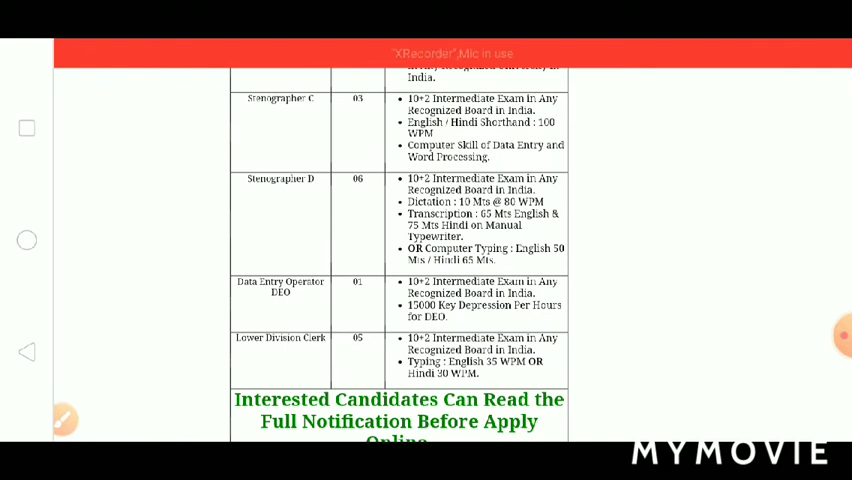 "XRecorder",Mic in use
India.
Stenographer C
03
10+2 Intermediate Exam in Any
Recognized Board in India.
English / Hindi Shorthand : 100
WPM
Computer Skill of Data Entry and
Word Processing.
Stenographer D
06
10+2 Intermediate Exam in Any
Recognized Board in India.
Dictation : 10 Mts @ 80 WPM
Transcription : 65 Mts English &
75 Mts Hindi on Manual
Typewriter.
OR Computer Typing : English 50
Mts / Hindi 65 Mts.
Data Entry Operator
DEO
01
10+2 Intermediate Exam in Any
Recognized Board in India.
15000 Key Depression Per Hours
for DEO.
Lower Division Clerk
05
10+2 Intermediate Exam in Any
Recognized Board in India.
Typing : English 35 WPM OR
Hindi 30 WPM.
Interested Candidates Can Read the
Full Notification Before Apply
Online
MYMOVIE